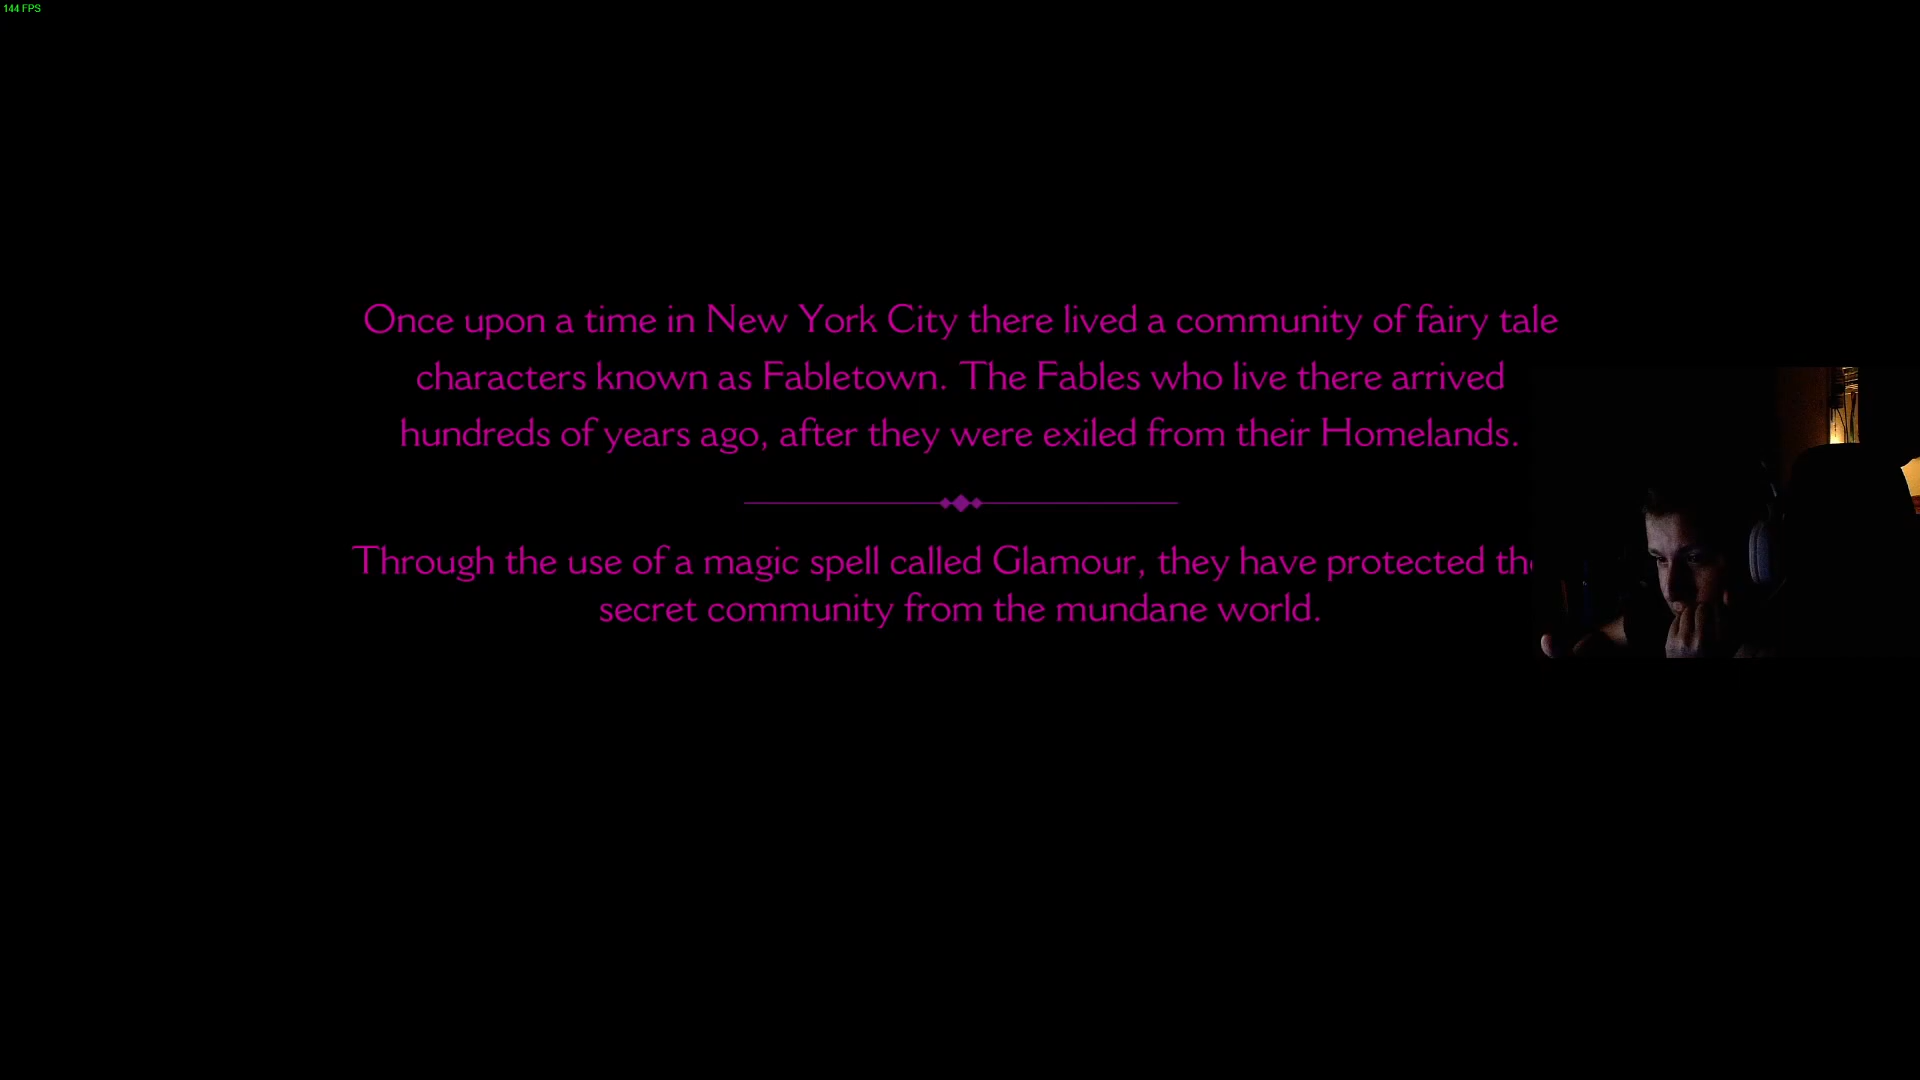 144 FPS
Once upon a time in New York City there lived a community of fairy tale
characters known as Fabletown. The Fables who live there arrived
hundreds of years ago, after they were exiled from their Homelands.
Through the use of a magic spell called Glamour, they have protected
secret community from the mundane world.